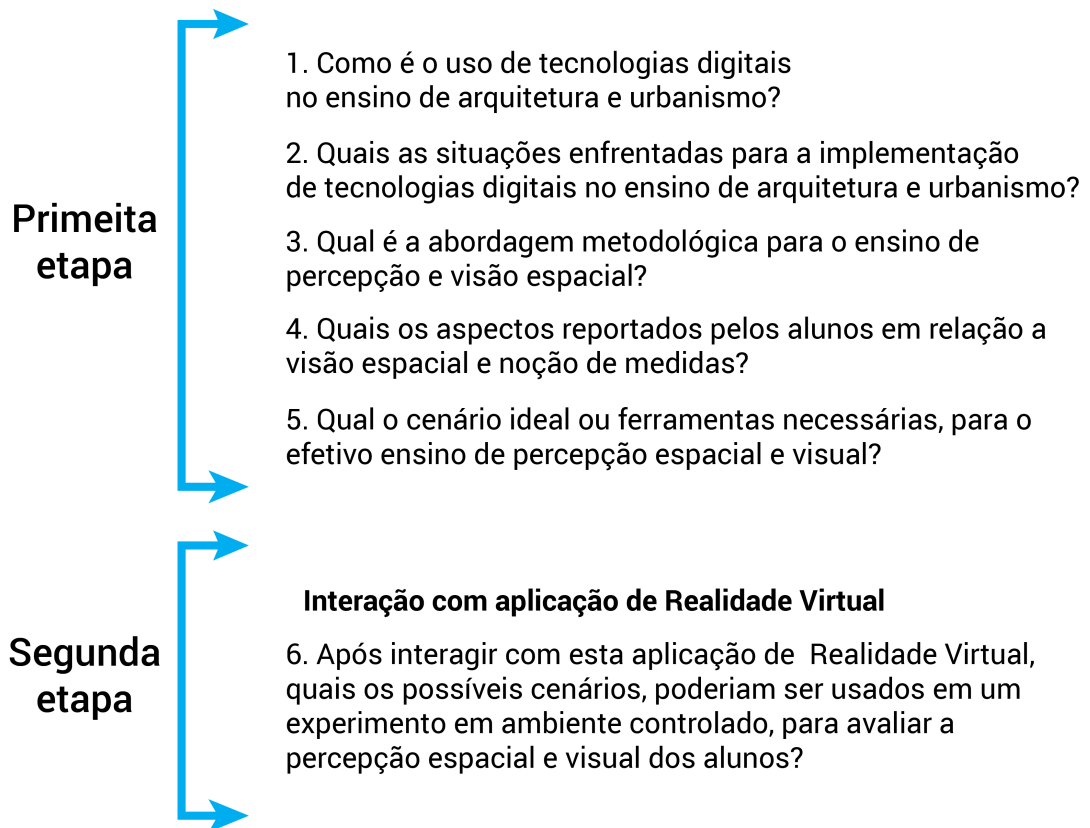 Primeita
etapa
1. Como é o uso de tecnologias digitais
no ensino de arquitetura e urbanismo?
2. Quais as situações enfrentadas para a implementação
de tecnologias digitais no ensino de arquitetura e urbanismo?
3. Qual é a abordagem metodológica para o ensino de
percepção e visão espacial?
4. Quais os aspectos reportados pelos alunos em relação a
visão espacial e noção de medidas?
5. Qual o cenário ideal ou ferramentas necessárias, para o
efetivo ensino de percepção espacial e visual?
Segunda
etapa
Interação com aplicação de Realidade Virtual
6. Após interagir com esta aplicação de  Realidade Virtual,
quais os possíveis cenários, poderiam ser usados em um
experimento em ambiente controlado, para avaliar a
percepção espacial e visual dos alunos?